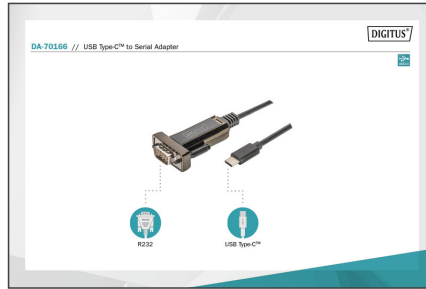 DIGITUS®
DA-70166 // USB Type-C™ to Serial Adapter
R232
USB Type-C™